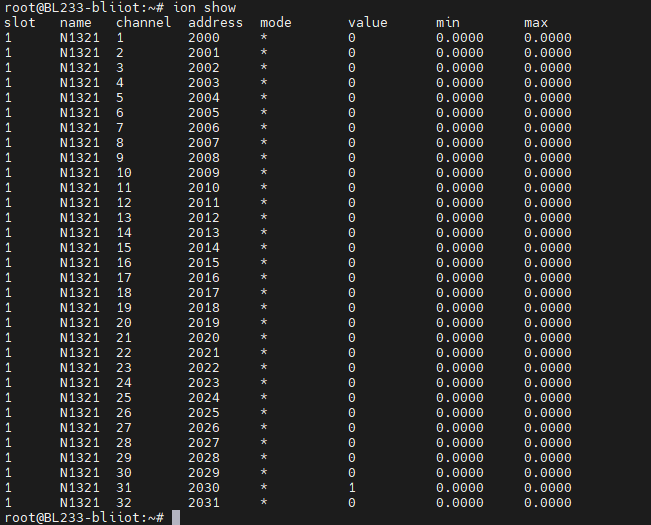 root@BL233-bliiot:~# ion show
slot name channel address mode value min max
1 N1321 1 2000 * 0 0.0000 0.0000
1 N1321 2 2001 * 0 0.0000 0.0000
1 N1321 3 2002 * 0 0.0000 0.0000
1 N1321 4 2003 * 0 0.0000 0.0000
1 N1321 5 2004 * 0 0.0000 0.0000
1 N1321 6 2005 * 0 0.0000 0.0000
1 N1321 7 2006 * 0 0.0000 0.0000
1 N1321 8 2007 * 0 0.0000 0.0000
1 N1321 9 2008 * 0 0.0000 0.0000
1 N1321 10 2009 * 0 0.0000 0.0000
1 N1321 11 2010 * 0 0.0000 0.0000
1 N1321 12 2011 * 0 0.0000 0.0000
1 N1321 13 2012 * 0 0.0000 0.0000
1 N1321 14 2013 * 0 0.0000 0.0000
1 N1321 15 2014 * 0 0.0000 0.0000
1 N1321 16 2015 * 0 0.0000 0.0000
1 N1321 17 2016 * 0 0.0000 0.0000
1 N1321 18 2017 * 0 0.0000 0.0000
1 N1321 19 2018 * 0 0.0000 0.0000
1 N1321 20 2019 * 0 0.0000 0.0000
1 N1321 21 2020 * 0 0.0000 0.0000
1 N1321 22 2021 * 0 0.0000 0.0000
1 N1321 23 2022 * 0 0.0000 0.0000
1 N1321 24 2023 * 0 0.0000 0.0000
1 N1321 25 2024 * 0 0.0000 0.0000
1 N1321 26 2025 * 0 0.0000 0.0000
1 N1321 27 2026 * 0 0.0000 0.0000
1 N1321 28 2027 * 0 0.0000 0.0000
1 N1321 29 2028 * 0 0.0000 0.0000
1 N1321 30 2029 * 0 0.0000 0.0000
1 N1321 31 2030 * 1 0.0000 0.0000
1 N1321 32 2031 * 0 0.0000 0.0000
root@BL233-bliiot:~#